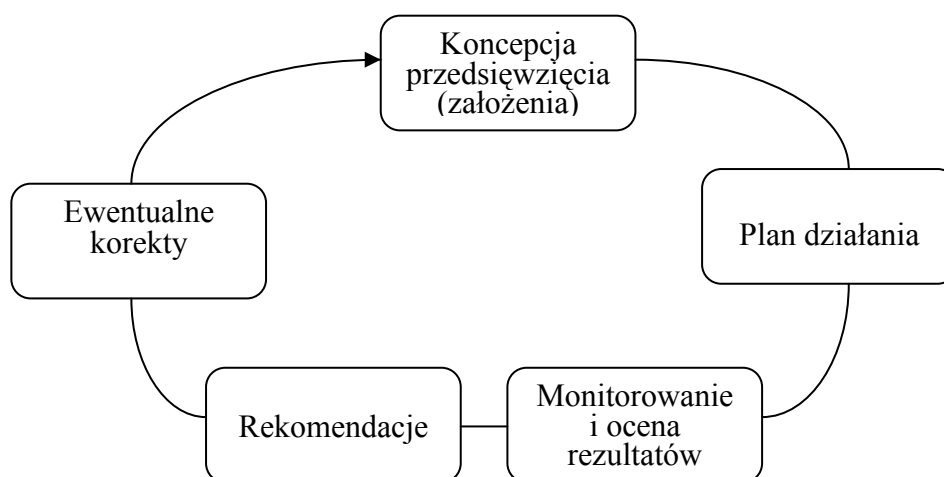 Koncepcja
przedsięwzięcia
(założenia)
Ewentualne
korekty
Plan działania
Rekomendacje
Monitorowanie
i ocena
rezultatów